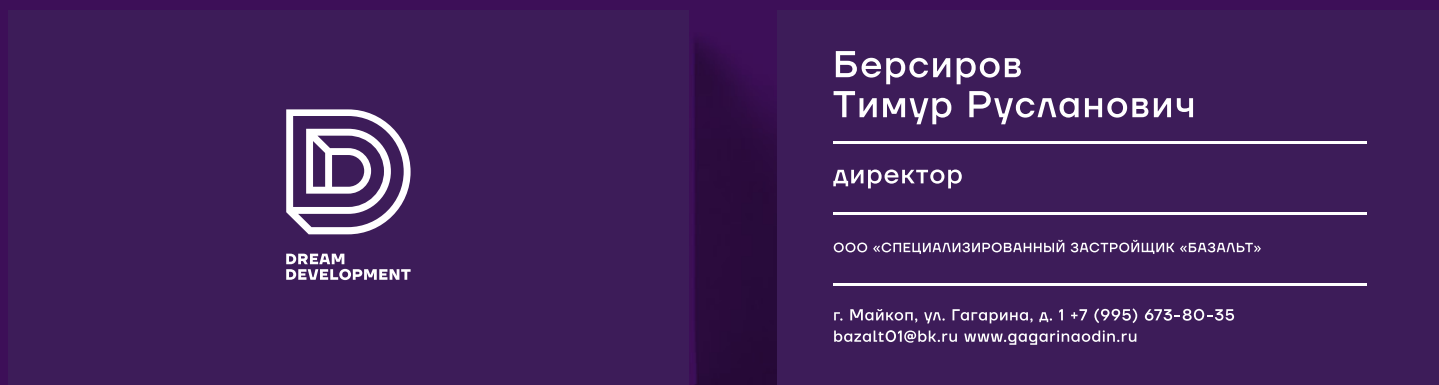 DREAM
DEVELOPMENT
Берсиров
Тимур Русланович
директор
ООО «СПЕЦИАЛИЗИРОВАННЫЙ ЗАСТРОЙЩИК «БАЗАЛЬТ»
г. Майкоп, ул. Гагарина, д. 1 +7 (995) 673-80-35
bazalt01@bk.ru www.gagarinaodin.ru